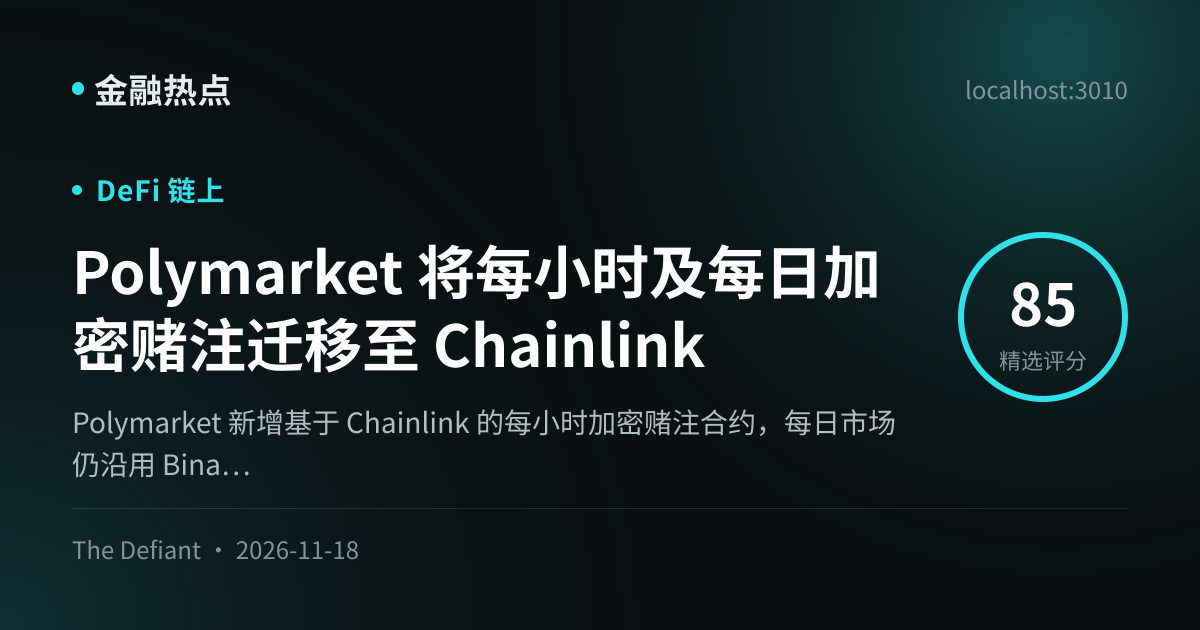 金融热点
localhost:3010
DeFi 链上
Polymarket 将每小时及每日加
密赌注迁移至 Chainlink
85
精选评分
Polymarket 新增基于 Chainlink 的每小时加密赌注合约，每日市场
仍沿用 Bina…
The Defiant · 2026-11-18